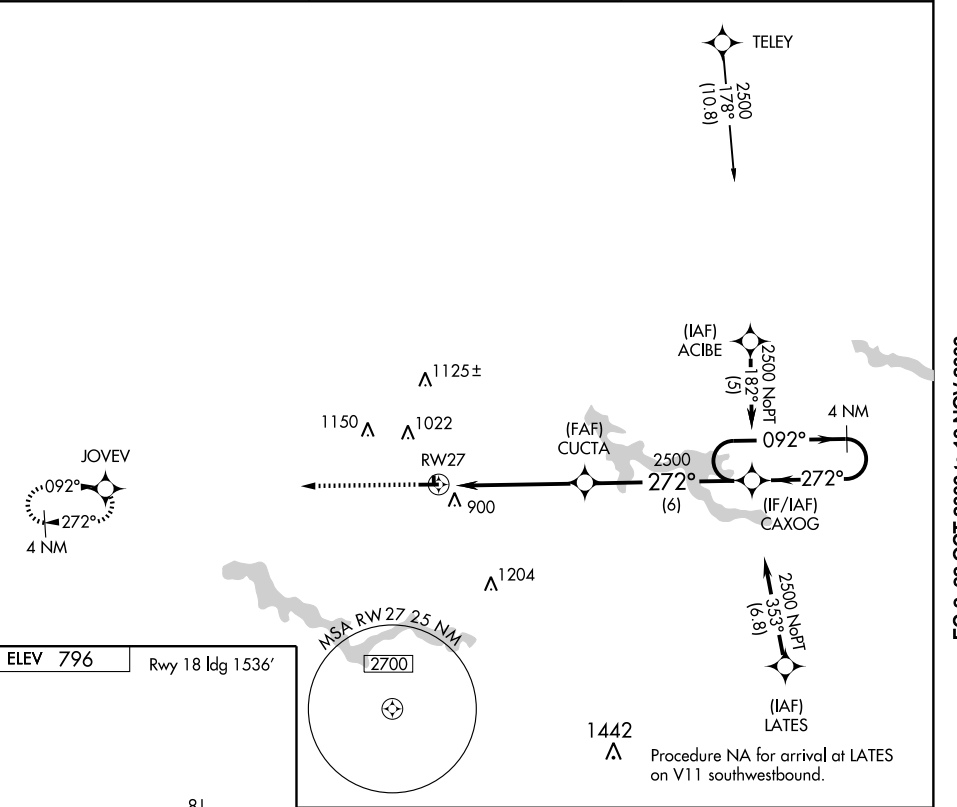 TELEY
2500
178°
(10.8)
(IAF)
ACIBE
2500 NoPT
182°
(5)
4 NM
092°
272°
(IF/IAF)
CAXOG
(FAF)
CUCTA
2500
272°
(6)
1125±
1150
1022
RW27
900
1204
JOVEV
092°
272°
4 NM
2500 NoPT
353°
(6.8)
(IAF)
LATES
MSA RW 27 25 NM
2700
1442
Procedure NA for arrival at LATES
on V11 southwestbound.
ELEV 796
Rwy 18 ldg 1536'